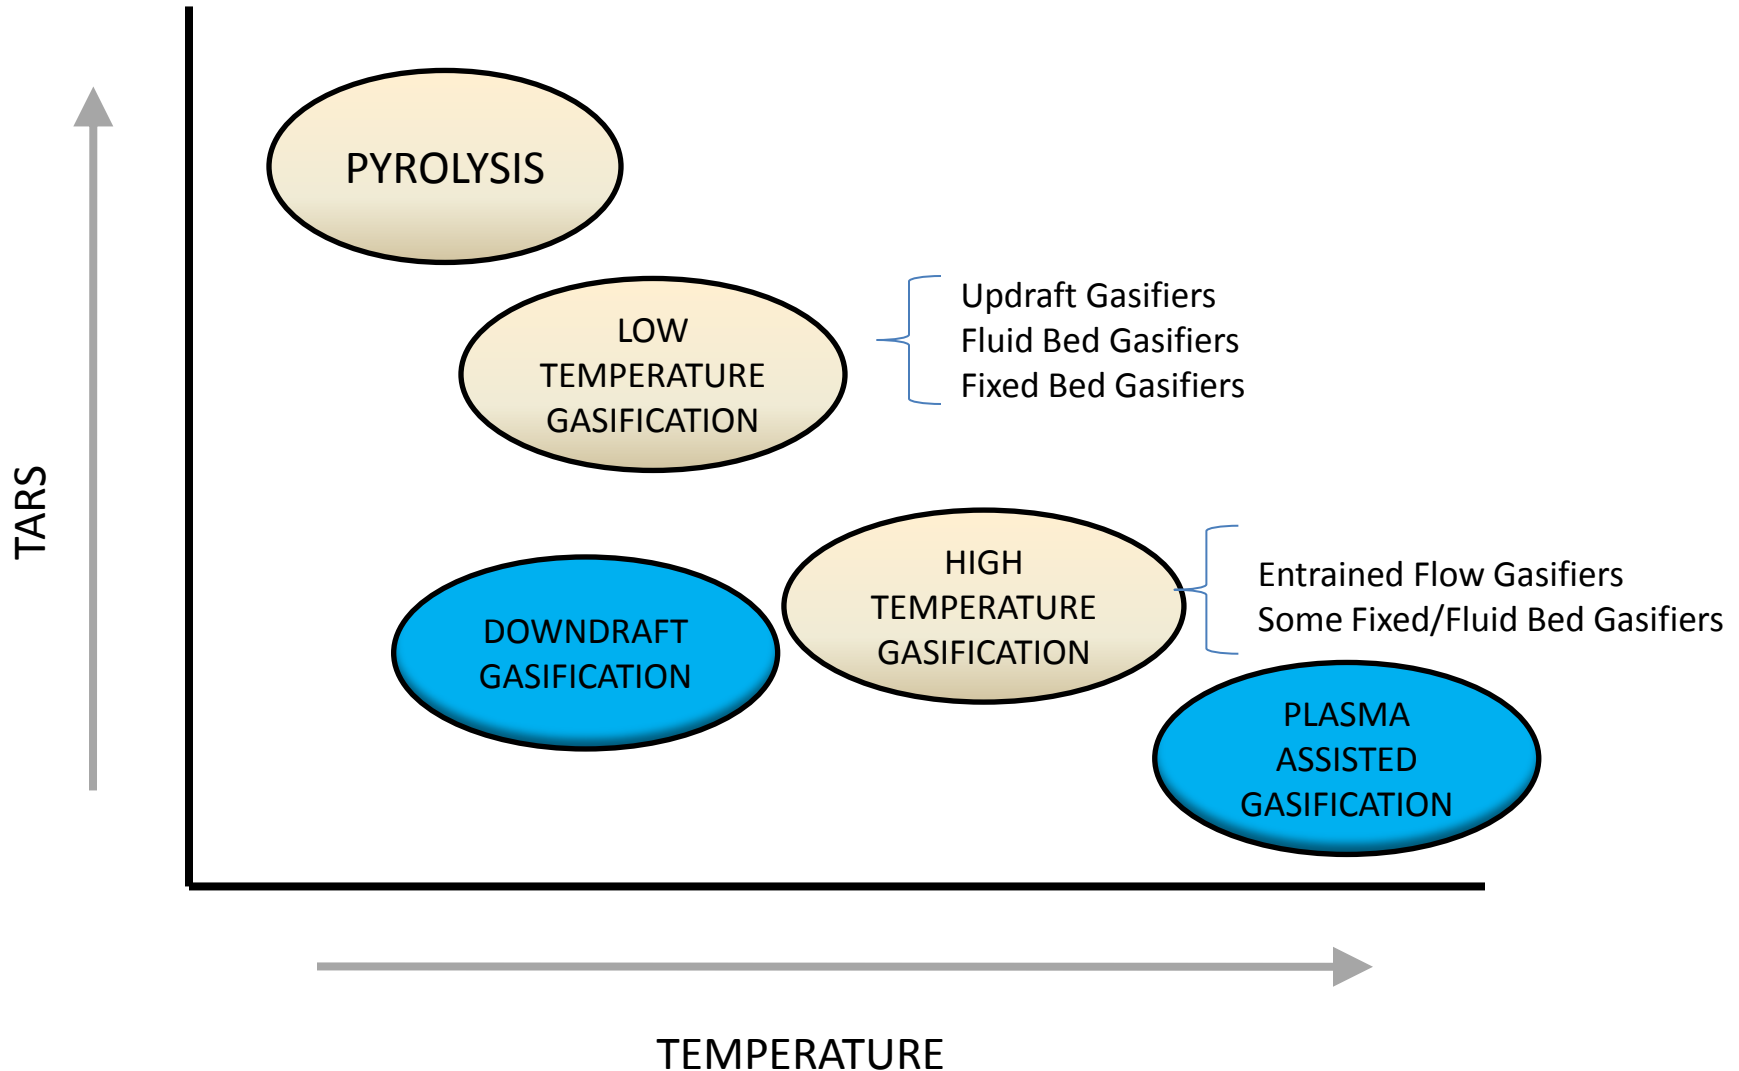 PYROLYSIS
LOW
TEMPERATURE
GASIFICATION
Updraft Gasifiers
Fluid Bed Gasifiers
Fixed Bed Gasifiers
TARS
DOWNDRAFT
GASIFICATION
HIGH
TEMPERATURE
GASIFICATION
Entrained Flow Gasifiers
Some Fixed/Fluid Bed Gasifiers
PLASMA
ASSISTED
GASIFICATION
TEMPERATURE